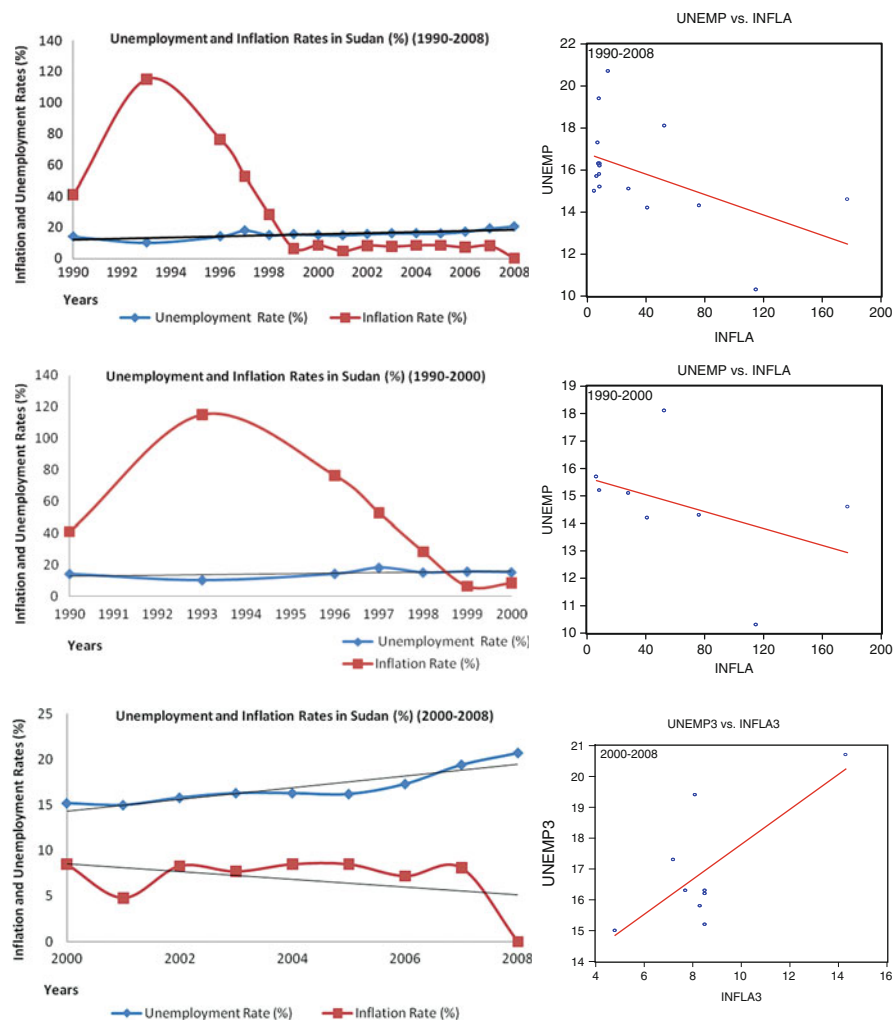 Unemployment and Inflation Rates in Sudan (%) (1990-2008)
Inflation and Unemployment Rates (%)
140
120
100
80
60
40
20
0
1990 1992 1994 1996 1998 2000 2002 2004 2006 2008
Years
Unemployment Rate (%) Inflation Rate (%)
UNEMP vs. INFLA
1990-2008
UNEMP
22
20
18
16
14
12
10
0 40 80 120 160 200
INFLA
Unemployment and Inflation Rates in Sudan (%) (1990-2000)
Inflation and Unemployment Rates (%)
140
120
100
80
60
40
20
0
1990 1991 1992 1993 1994 1995 1996 1997 1998 1999 2000
Years
Unemployment Rate (%)
Inflation Rate (%)
UNEMP vs. INFLA
1990-2000
UNEMP
19
18
17
16
15
14
13
12
11
10
0 40 80 120 160 200
INFLA
Unemployment and Inflation Rates in Sudan (%) (2000-2008)
Inflation and Unemployment Rates (%)
25
20
15
10
5
0
2000 2002 2004 2006 2008
Years
Unemployment Rate (%) Inflation Rate (%)
UNEMP3 vs. INFLA3
2000-2008
UNEMP3
21
20
19
18
17
16
15
14
4 6 8 10 12 14 16
INFLA3